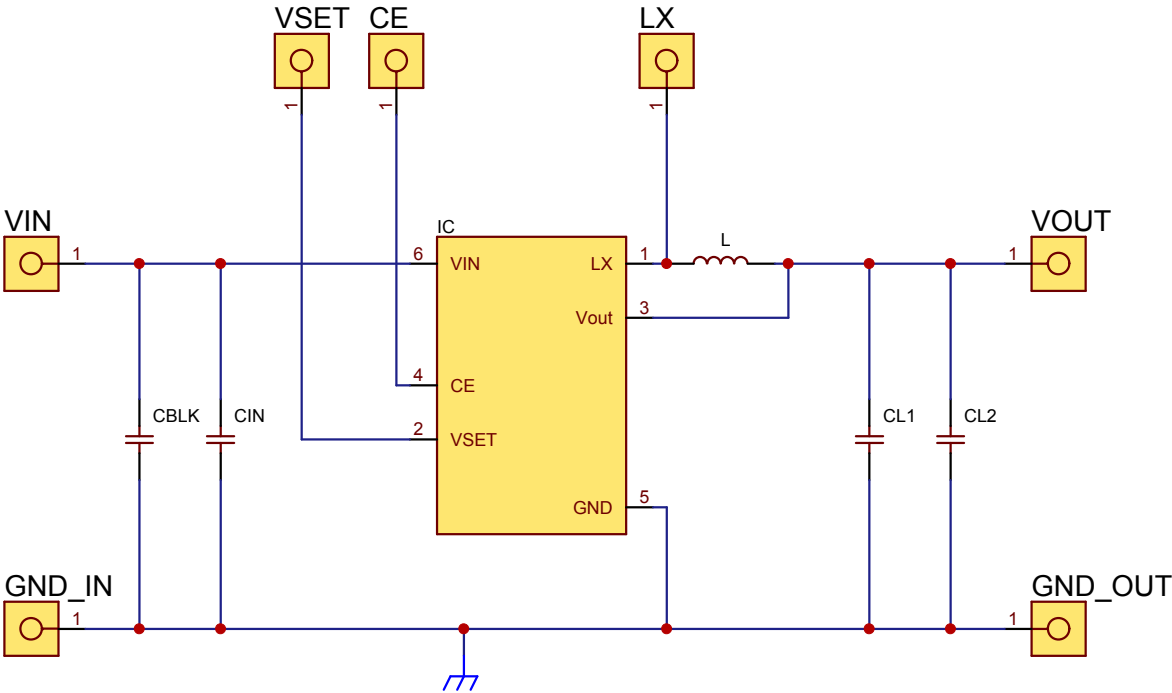 VSET CE LX
1 1 1
VIN IC VOUT
1 6 VIN LX 1 L 1
Vout 3
4 CE
CBLK CIN CL1 CL2
2 VSET
GND 5
GND_IN GND_OUT
1 1